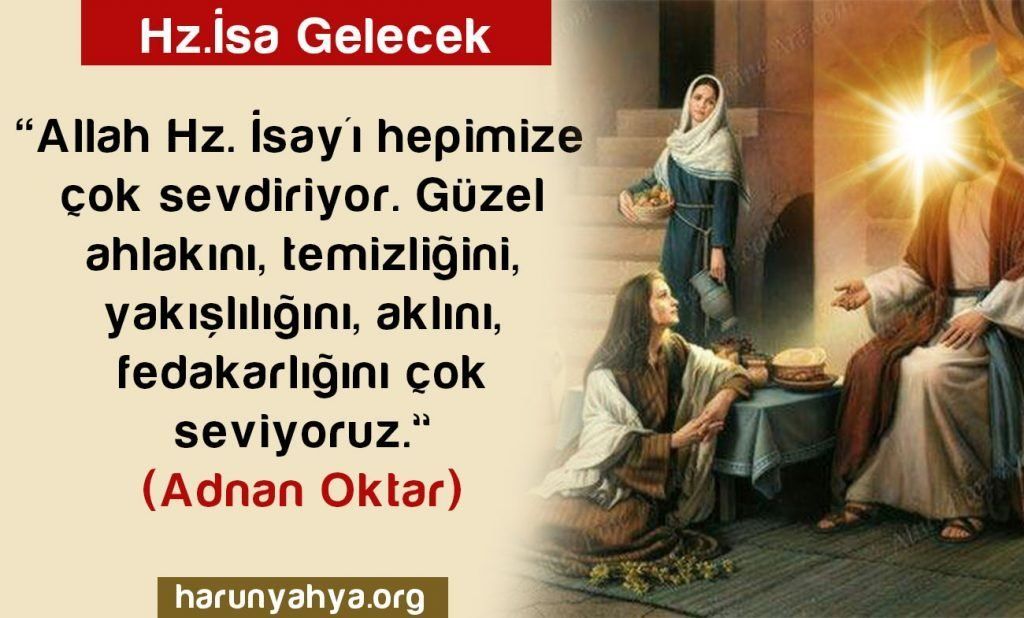 Hz.İsa Gelecek
“Allah Hz. İsay´ı hepimize
çok sevdiriyor. Güzel
ahlakını, temizliğini,
yakışlılığını, aklını,
fedakarlığını çok
seviyoruz.“
(Adnan Oktar)
harunyahya.org